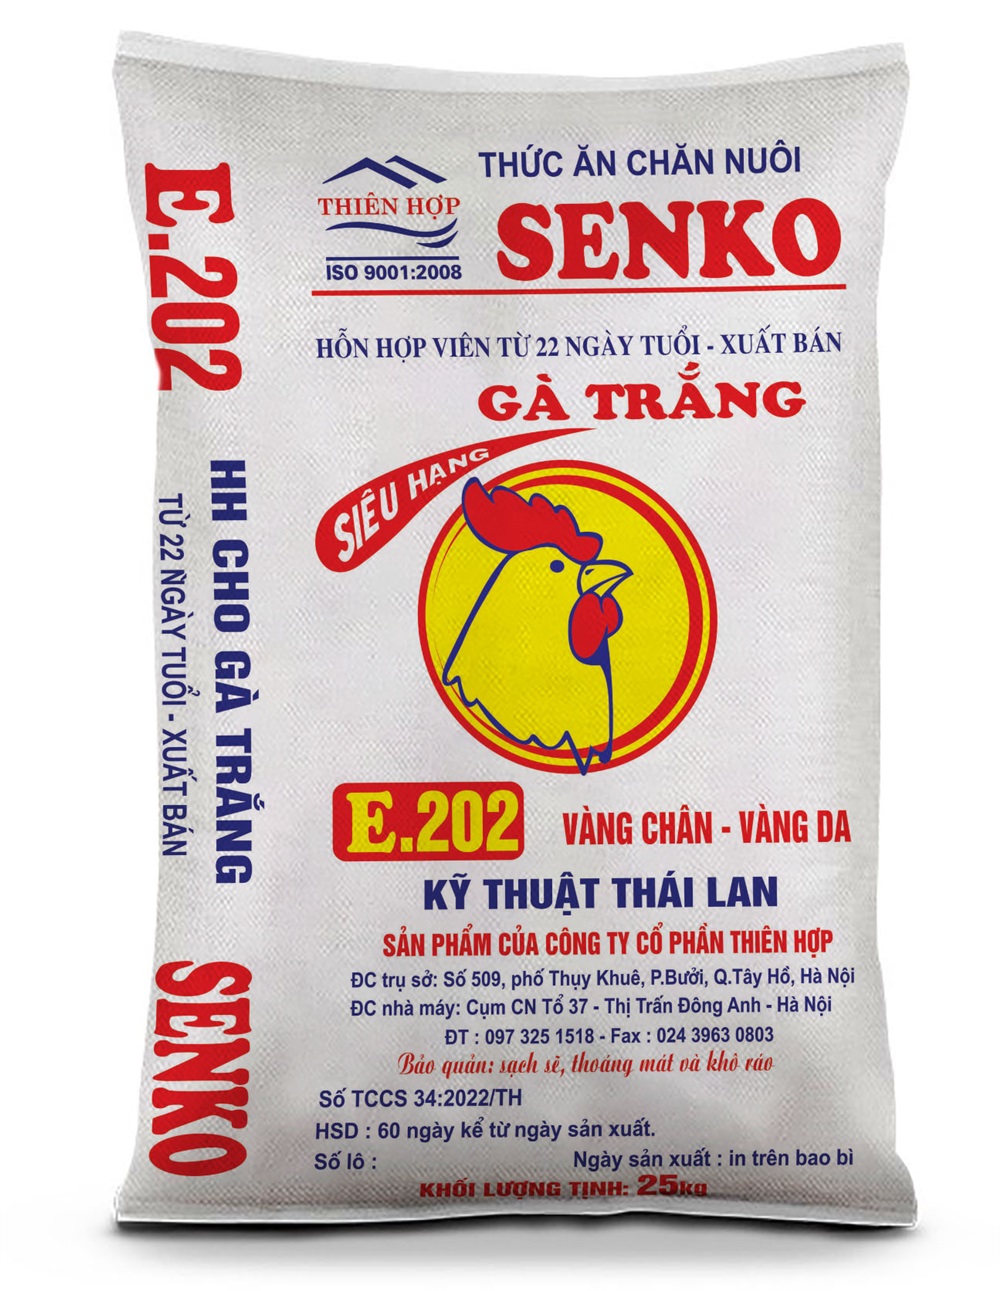 THIÊN HỢP
ISO 9001:2008
THỨC ĂN CHĂN NUÔI
SENKO
HỖN HỢP VIÊN TỪ 22 NGÀY TUỔI - XUẤT BÁN
GÀ TRẮNG
SIÊU HẠNG
E.202
VÀNG CHÂN - VÀNG DA
KỸ THUẬT THÁI LAN
SẢN PHẨM CỦA CÔNG TY CỔ PHẦN THIÊN HỢP
ĐC trụ sở: Số 509, phố Thụy Khuê, P.Bưởi, Q.Tây Hồ, Hà Nội
ĐC nhà máy: Cụm CN Tổ 37 - Thị Trấn Đông Anh - Hà Nội
ĐT : 097 325 1518 - Fax : 024 3963 0803
Bảo quản: sạch sẽ, thoáng mát và khô ráo
Số TCCS 34:2022/TH
HSD : 60 ngày kể từ ngày sản xuất.
Số lô : Ngày sản xuất : in trên bao bì
KHỐI LƯỢNG TỊNH: 25kg
E.202
HH CHO GÀ TRẮNG
TỪ 22 NGÀY TUỔI - XUẤT BÁN
SENKO